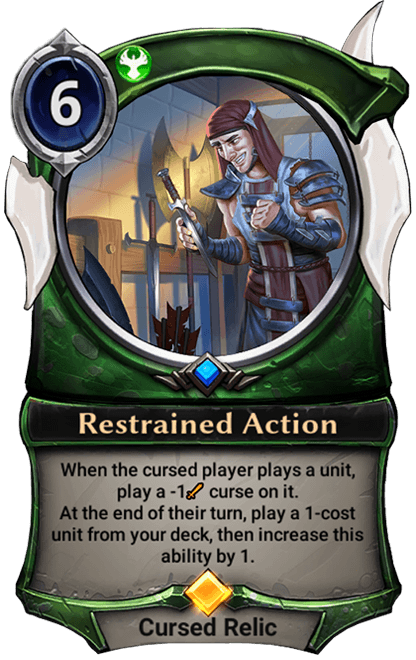 6
Restrained Action
When the cursed player plays a unit,
play a -1 curse on it.
At the end of their turn, play a 1-cost
unit from your deck, then increase this
ability by 1.
Cursed Relic